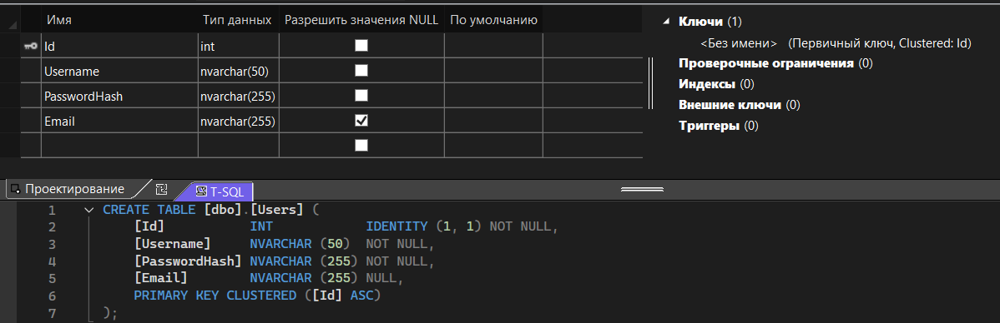 Имя Тип данных Разрешить значения NULL По умолчанию
Id int
Username nvarchar(50)
PasswordHash nvarchar(255)
Email nvarchar(255)
Ключи (1)
<Без имени> (Первичный ключ, Clustered: Id)
Проверочные ограничения (0)
Индексы (0)
Внешние ключи (0)
Триггеры (0)
Проектирование T-SQL
1 CREATE TABLE [dbo].[Users] (
2 [Id] INT IDENTITY (1, 1) NOT NULL,
3 [Username] NVARCHAR (50) NOT NULL,
4 [PasswordHash] NVARCHAR (255) NOT NULL,
5 [Email] NVARCHAR (255) NULL,
6 PRIMARY KEY CLUSTERED ([Id] ASC)
7 );